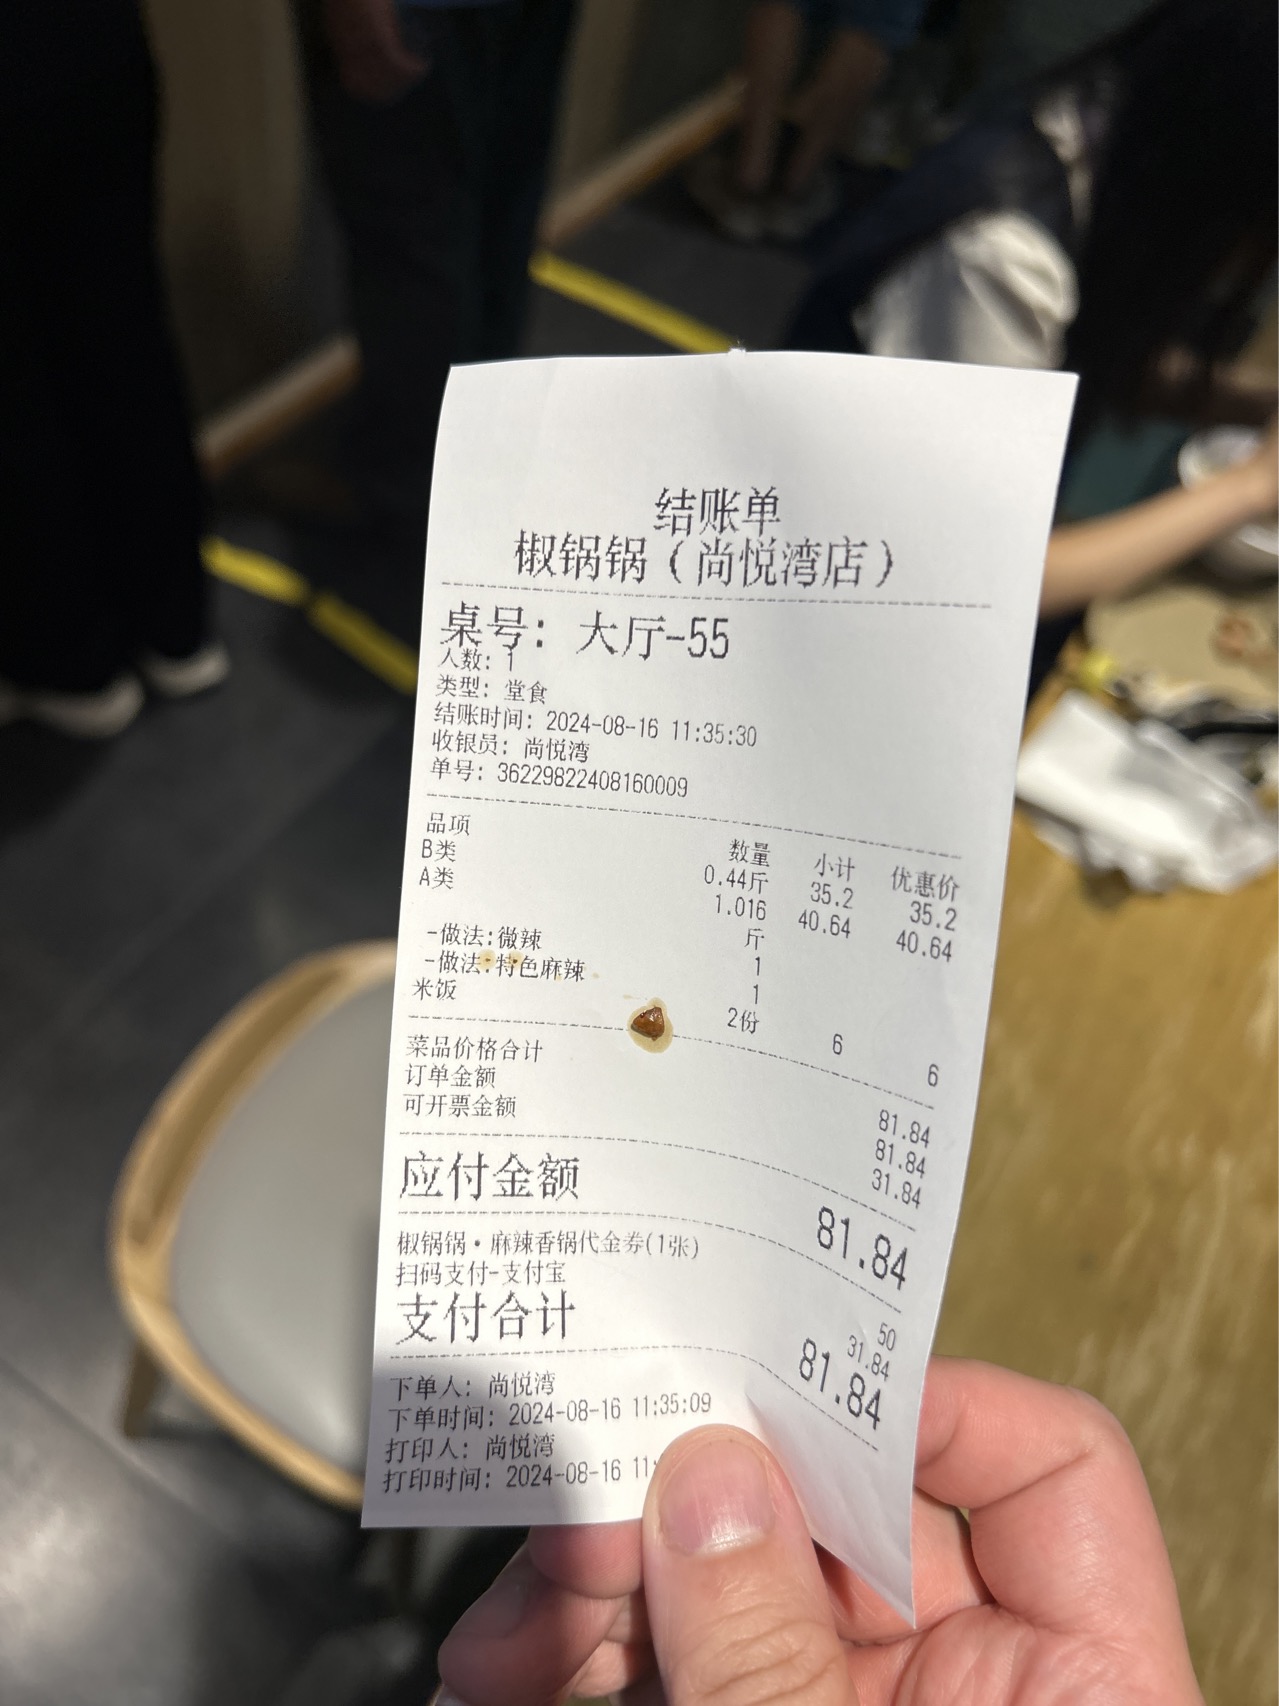 结账单
椒锅锅（尚悦湾店）
桌号：大厅-55
人数：1
类型：堂食
结账时间：2024-08-16 11:35:30
收银员：尚悦湾
单号：36229822408160009
品项 数量 小计 优惠价
B类 0.44斤 35.2 35.2
A类 1.016斤 40.64 40.64
-做法:微辣 1
-做法:特色麻辣 1
米饭 2份 6 6
菜品价格合计 81.84
订单金额 81.84
可开票金额 31.84
应付金额 81.84
椒锅锅·麻辣香锅代金券(1张) 50
扫码支付-支付宝 31.84
支付合计 81.84
下单人：尚悦湾
下单时间：2024-08-16 11:35:09
打印人：尚悦湾
打印时间：2024-08-16 11: